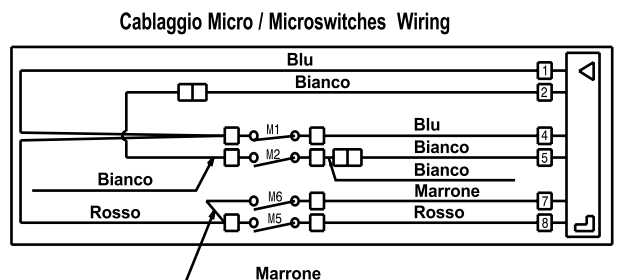 Cablaggio Micro / Microswitches Wiring
Blu
1
Bianco
2
M1
Blu
4
M2
Bianco
5
Bianco
Bianco
M6
Marrone
7
Rosso
M5
Rosso
8
Marrone